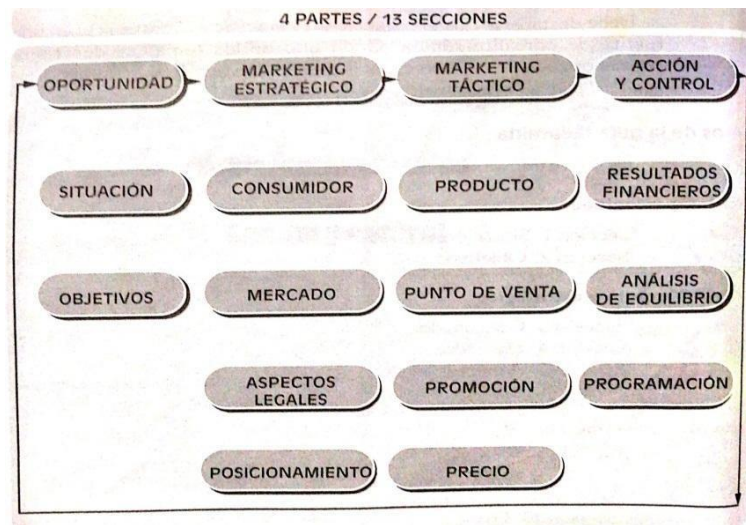 4 PARTES / 13 SECCIONES
OPORTUNIDAD
MARKETING
ESTRATÉGICO
MARKETING
TÁCTICO
ACCIÓN
Y CONTROL
SITUACIÓN
CONSUMIDOR
PRODUCTO
RESULTADOS
FINANCIEROS
OBJETIVOS
MERCADO
PUNTO DE VENTA
ANÁLISIS
DE EQUILIBRIO
ASPECTOS
LEGALES
PROMOCIÓN
PROGRAMACIÓN
POSICIONAMIENTO
PRECIO